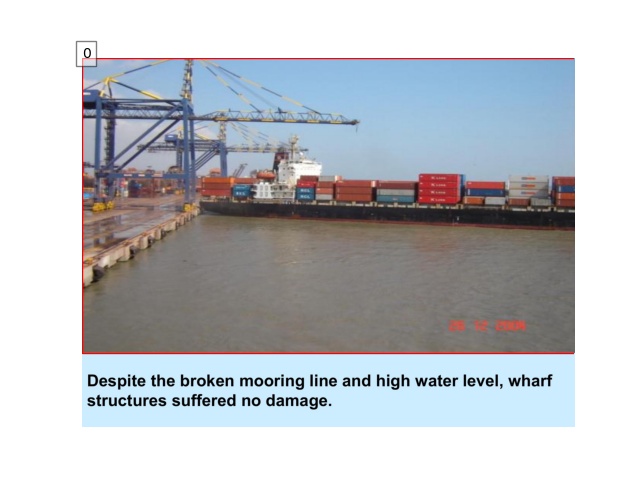 0
Despite the broken mooring line and high water level, wharf
structures suffered no damage.